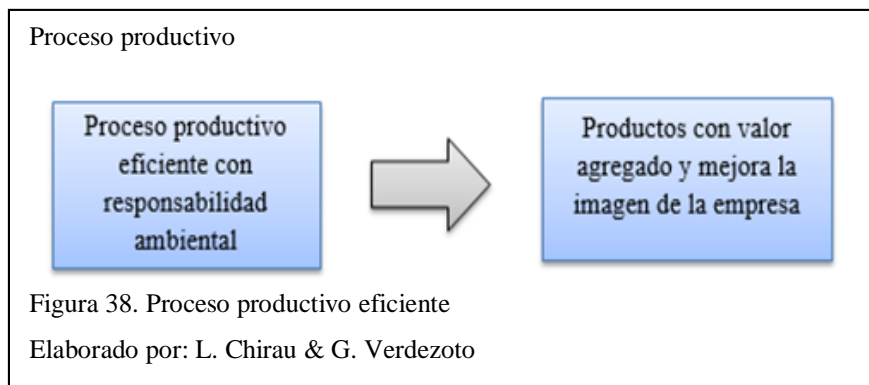 Proceso productivo
Proceso productivo
eficiente con
responsabilidad
ambiental
Productos con valor
agregado y mejora la
imagen de la empresa
Figura 38. Proceso productivo eficiente
Elaborado por: L. Chirau & G. Verdezoto